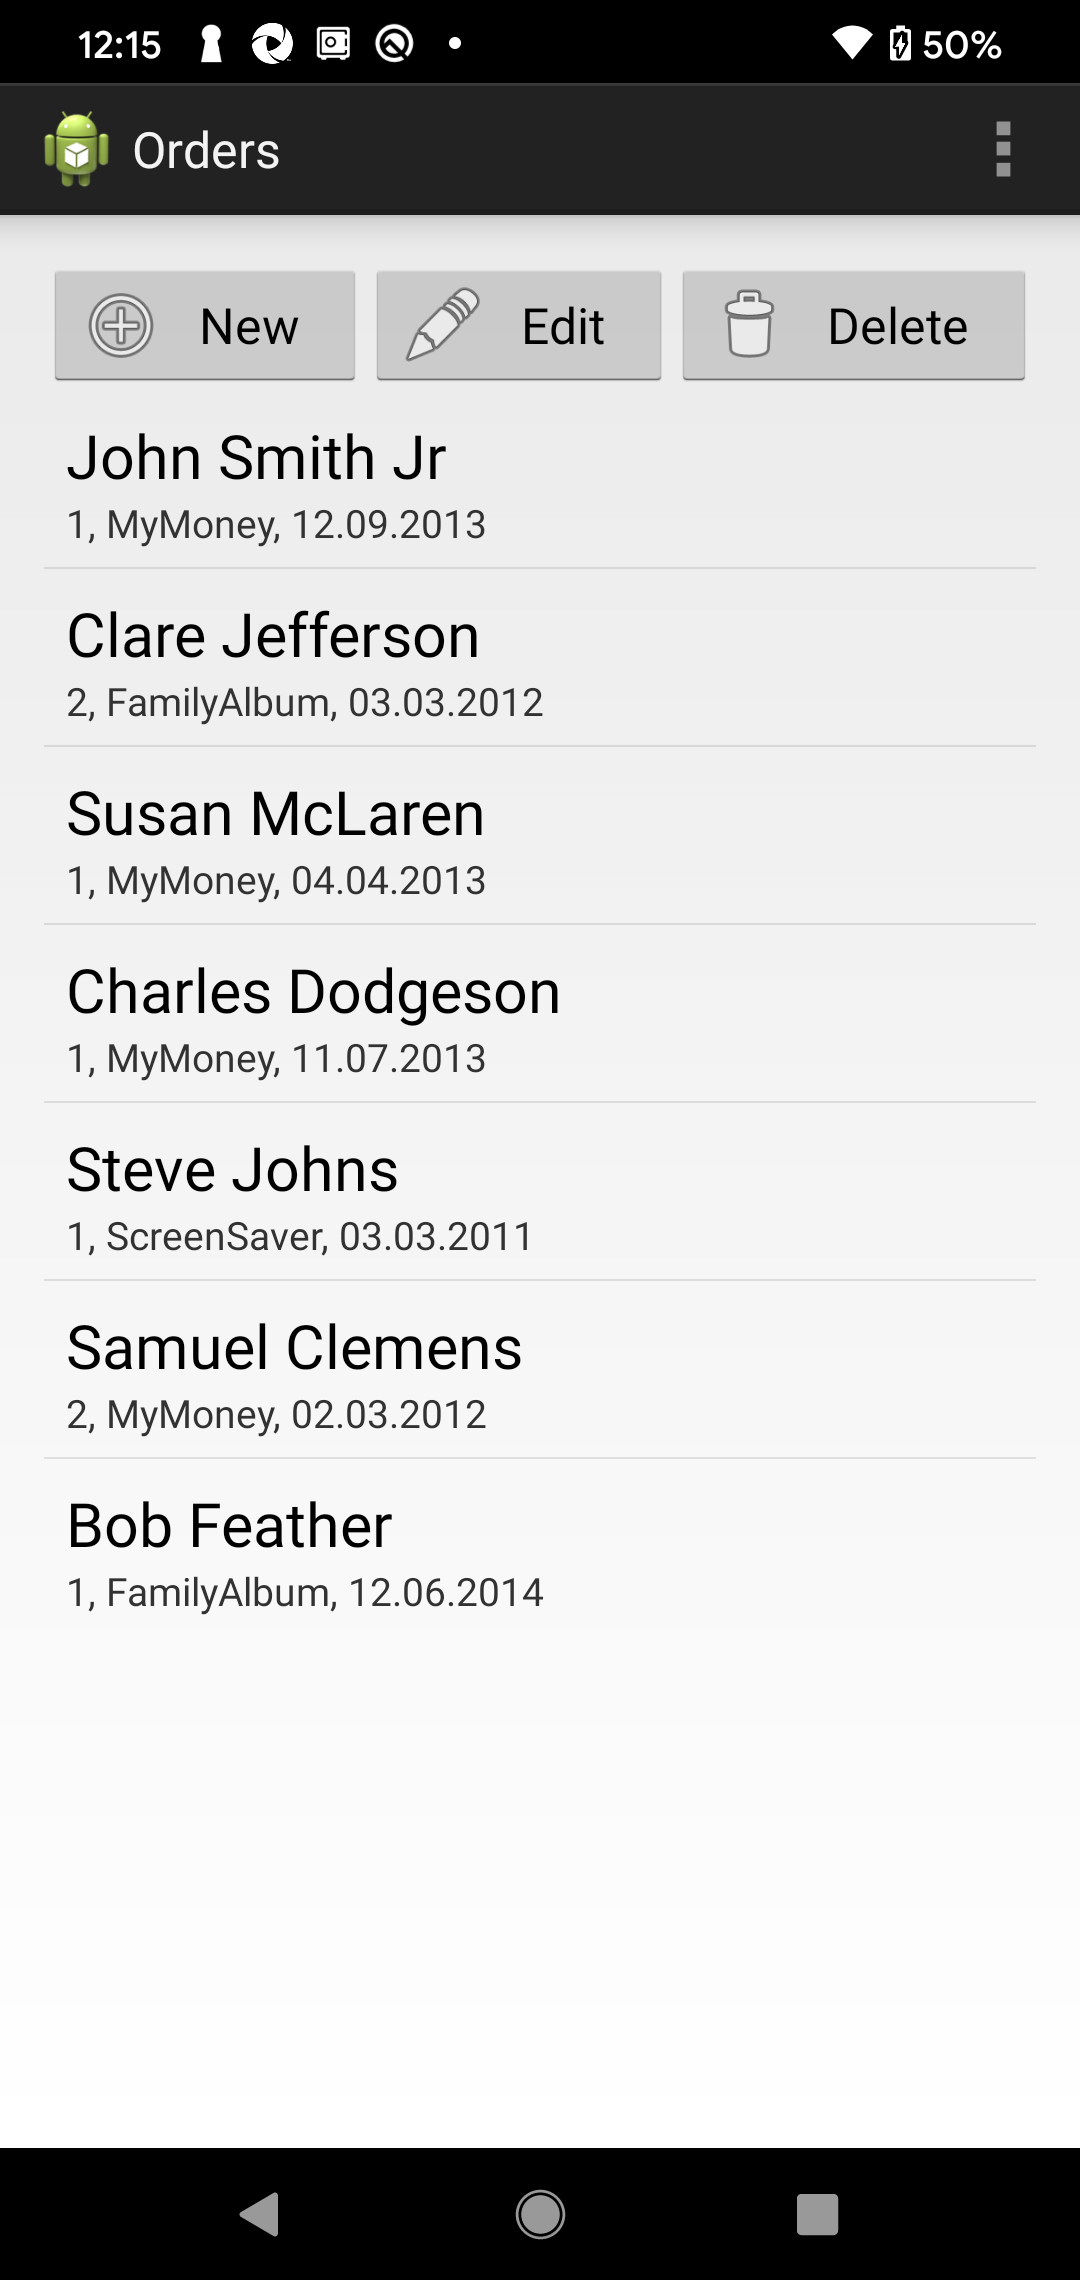 12:15
50%
Orders
New
Edit
Delete
John Smith Jr
1, MyMoney, 12.09.2013
Clare Jefferson
2, FamilyAlbum, 03.03.2012
Susan McLaren
1, MyMoney, 04.04.2013
Charles Dodgeson
1, MyMoney, 11.07.2013
Steve Johns
1, ScreenSaver, 03.03.2011
Samuel Clemens
2, MyMoney, 02.03.2012
Bob Feather
1, FamilyAlbum, 12.06.2014